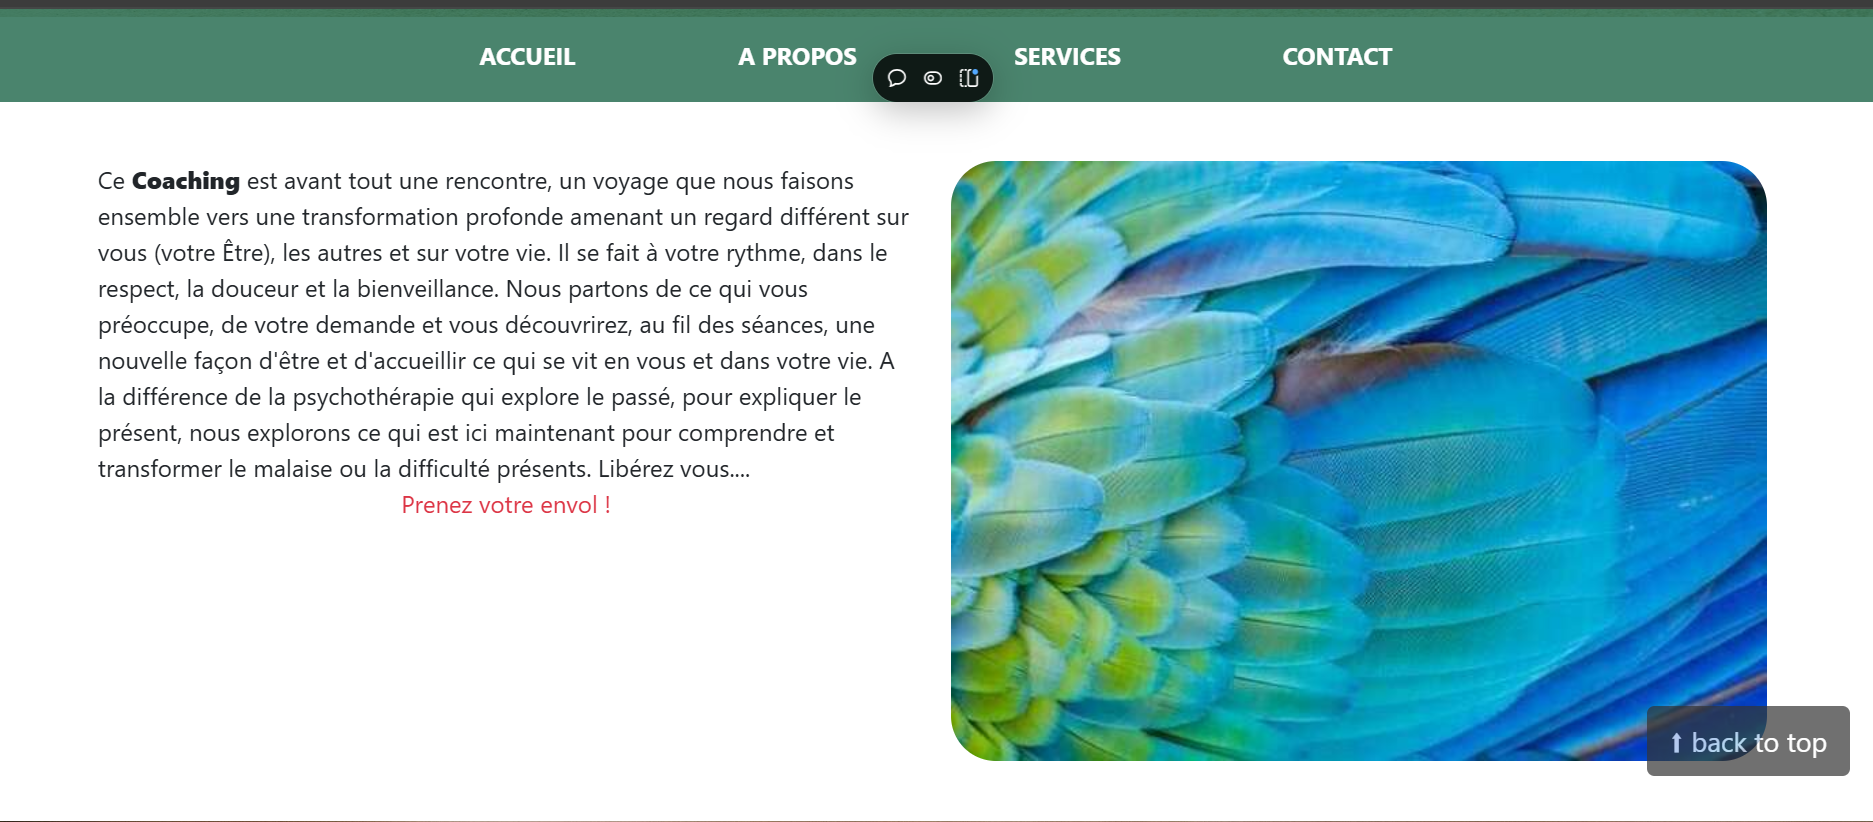 ACCUEIL A PROPOS SERVICES CONTACT
Ce Coaching est avant tout une rencontre, un voyage que nous faisons
ensemble vers une transformation profonde amenant un regard différent sur
vous (votre Être), les autres et sur votre vie. Il se fait à votre rythme, dans le
respect, la douceur et la bienveillance. Nous partons de ce qui vous
préoccupe, de votre demande et vous découvrirez, au fil des séances, une
nouvelle façon d'être et d'accueillir ce qui se vit en vous et dans votre vie. A
la différence de la psychothérapie qui explore le passé, pour expliquer le
présent, nous explorons ce qui est ici maintenant pour comprendre et
transformer le malaise ou la difficulté présents. Libérez vous....
Prenez votre envol !
⭡ back to top